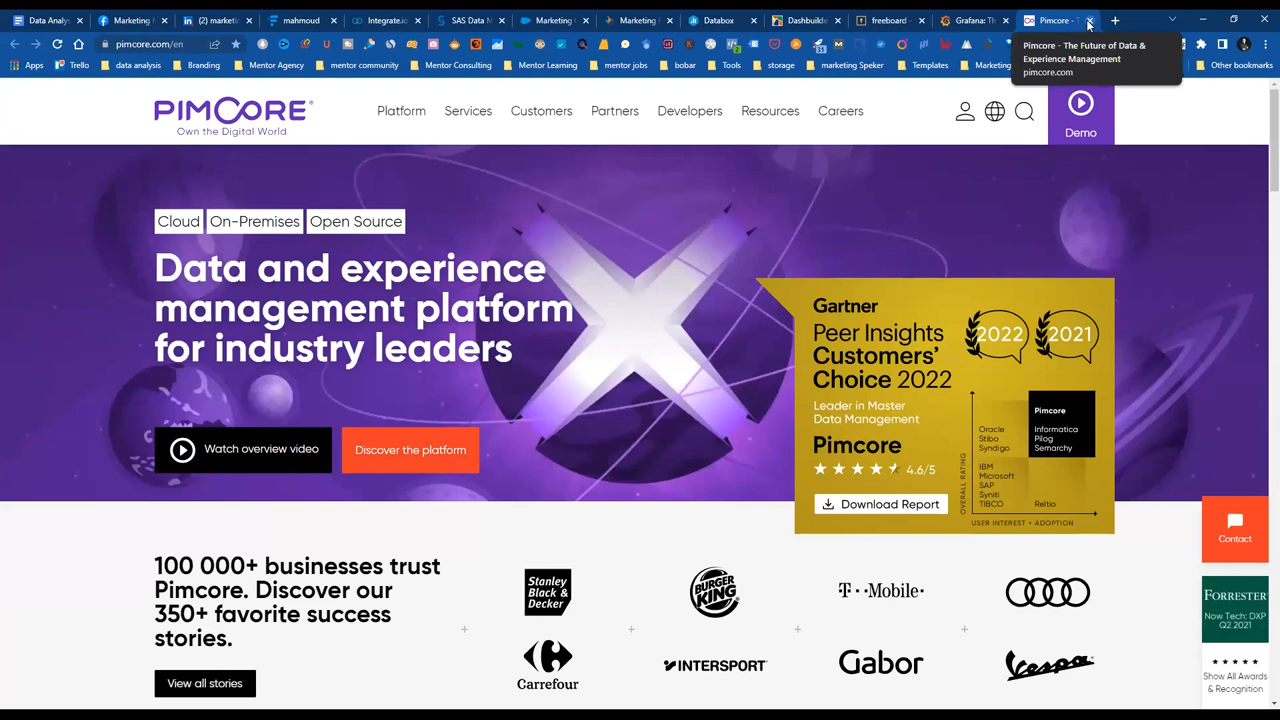 Data Analy
Marketing M
(2) marketi
mahmoud
Integrate.io
SAS Data M
Marketing C
Marketing A
Databox
Dashbuilde
freeboard -
Grafana: Th
Pimcore - T
pimcore.com/en
Pimcore - The Future of Data &
Experience Management
pimcore.com
Apps
Trello
data analysis
Branding
Mentor Agency
mentor community
Mentor Consulting
Mentor Learning
mentor jobs
bobar
Tools
storage
marketing Speker
Templates
Marketing
Other bookmarks
PIMCORE®
Own the Digital World
Platform
Services
Customers
Partners
Developers
Resources
Careers
Demo
Cloud
On-Premises
Open Source
Data and experience
management platform
for industry leaders
Watch overview video
Discover the platform
Gartner
Peer Insights
Customers'
Choice 2022
2022
2021
Leader in Master
Data Management
Pimcore
4.6/5
Download Report
OVERALL RATING
Pimcore
Oracle
Stibo
Syndigo
Informatica
Pilog
Semarchy
IBM
Microsoft
SAP
Syniti
TIBCO
Reltio
USER INTEREST + ADOPTION
Contact
FORRESTER
Now Tech: DXP
Q2.2021
Show All Awards
& Recognition
100 000+ businesses trust
Pimcore. Discover our
350+ favorite success
stories.
View all stories
Stanley
Black &
Decker
BURGER
KING
T··Mobile·
Carrefour
INTERSPORT
Gabor
Vespa